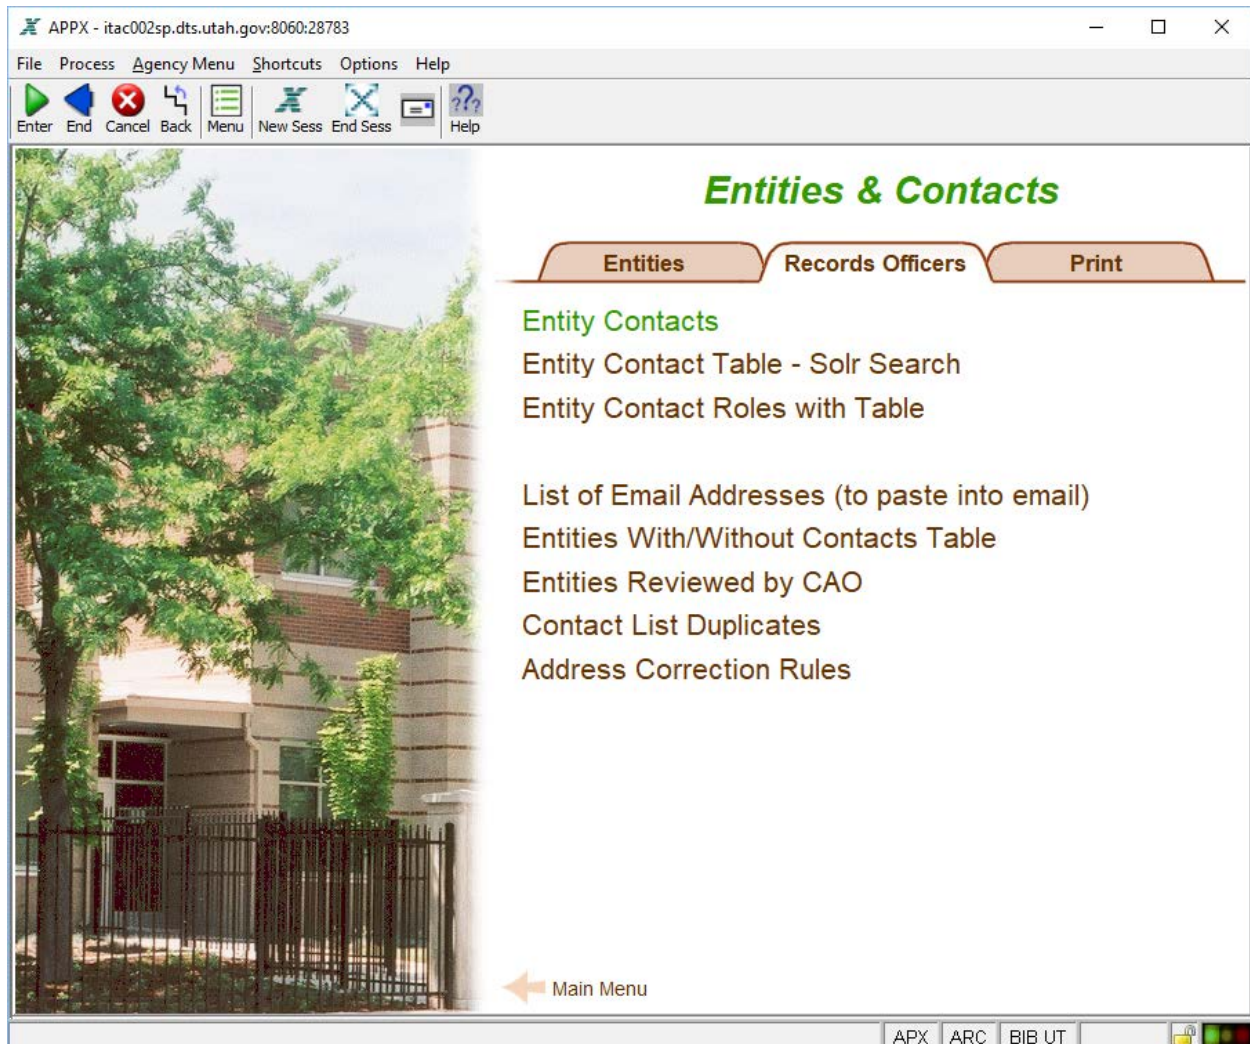 APPX - itac002sp.dts.utah.gov:8060:28783
File Process Agency Menu Shortcuts Options Help
Enter End Cancel Back Menu New Sess End Sess ??? Help
Entities & Contacts
Entities Records Officers Print
Entity Contacts
Entity Contact Table - Solr Search
Entity Contact Roles with Table
List of Email Addresses (to paste into email)
Entities With/Without Contacts Table
Entities Reviewed by CAO
Contact List Duplicates
Address Correction Rules
Main Menu
APX ARC BIB UT